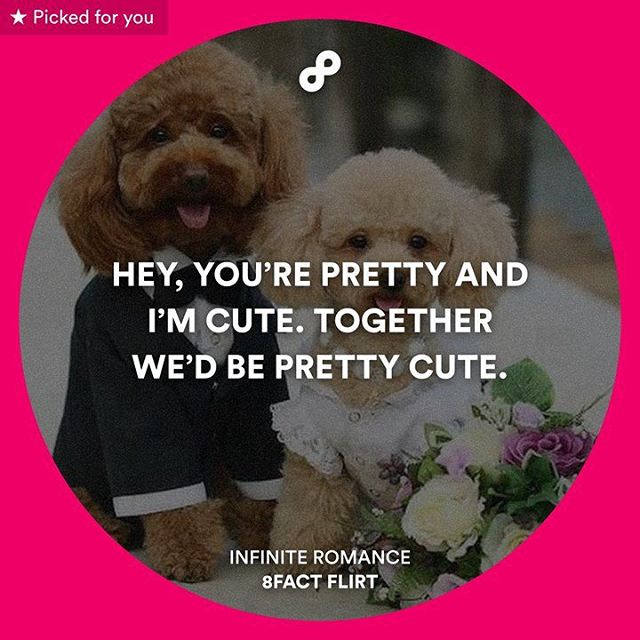 ★ Picked for you
HEY, YOU’RE PRETTY AND
I’M CUTE. TOGETHER
WE’D BE PRETTY CUTE.
INFINITE ROMANCE
8FACT FLIRT